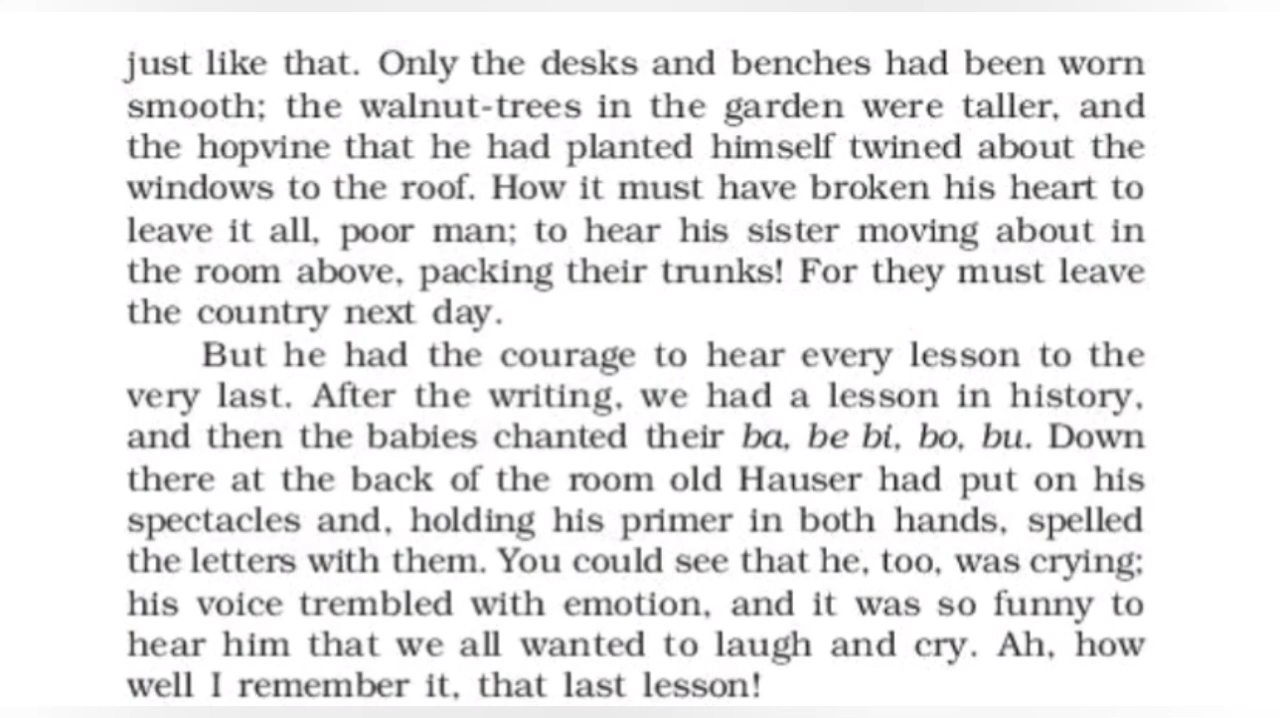 just like that. Only the desks and benches had been worn
smooth; the walnut-trees in the garden were taller, and
the hopvine that he had planted himself twined about the
windows to the roof. How it must have broken his heart to
leave it all, poor man; to hear his sister moving about in
the room above, packing their trunks! For they must leave
the country next day.
But he had the courage to hear every lesson to the
very last. After the writing, we had a lesson in history,
and then the babies chanted their ba, be bi, bo, bu. Down
there at the back of the room old Hauser had put on his
spectacles and, holding his primer in both hands, spelled
the letters with them. You could see that he, too, was crying;
his voice trembled with emotion, and it was so funny to
hear him that we all wanted to laugh and cry. Ah, how
well I remember it, that last lesson!